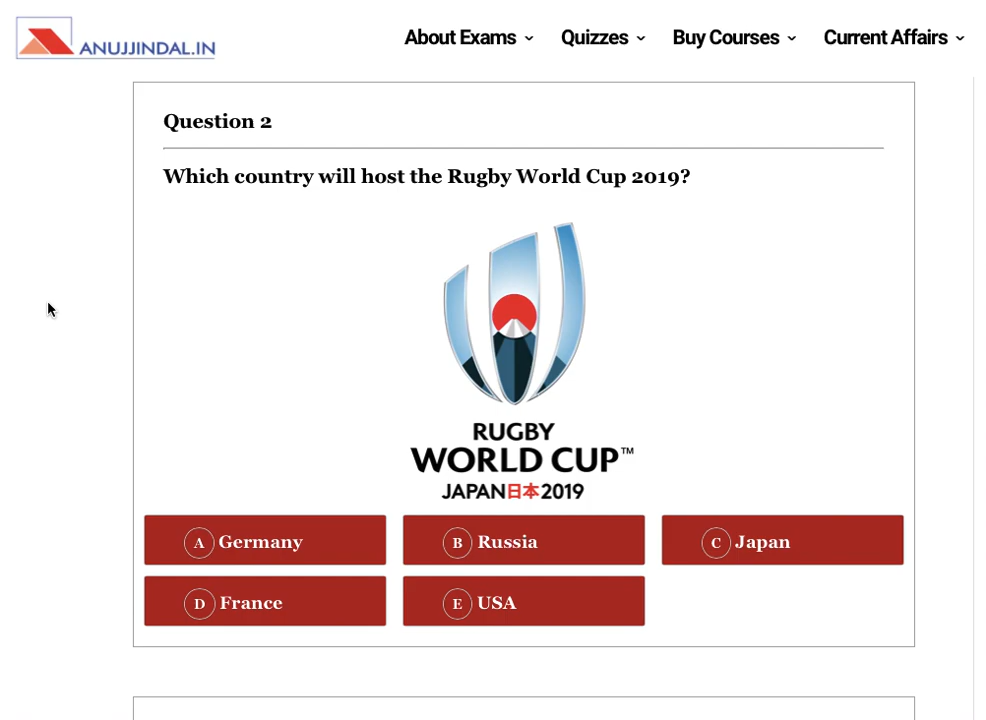 ANUJJINDAL.IN
About Exams Quizzes Buy Courses Current Affairs
Question 2
Which country will host the Rugby World Cup 2019?
RUGBY
WORLD CUP™
JAPAN日本2019
A Germany B Russia C Japan
D France E USA